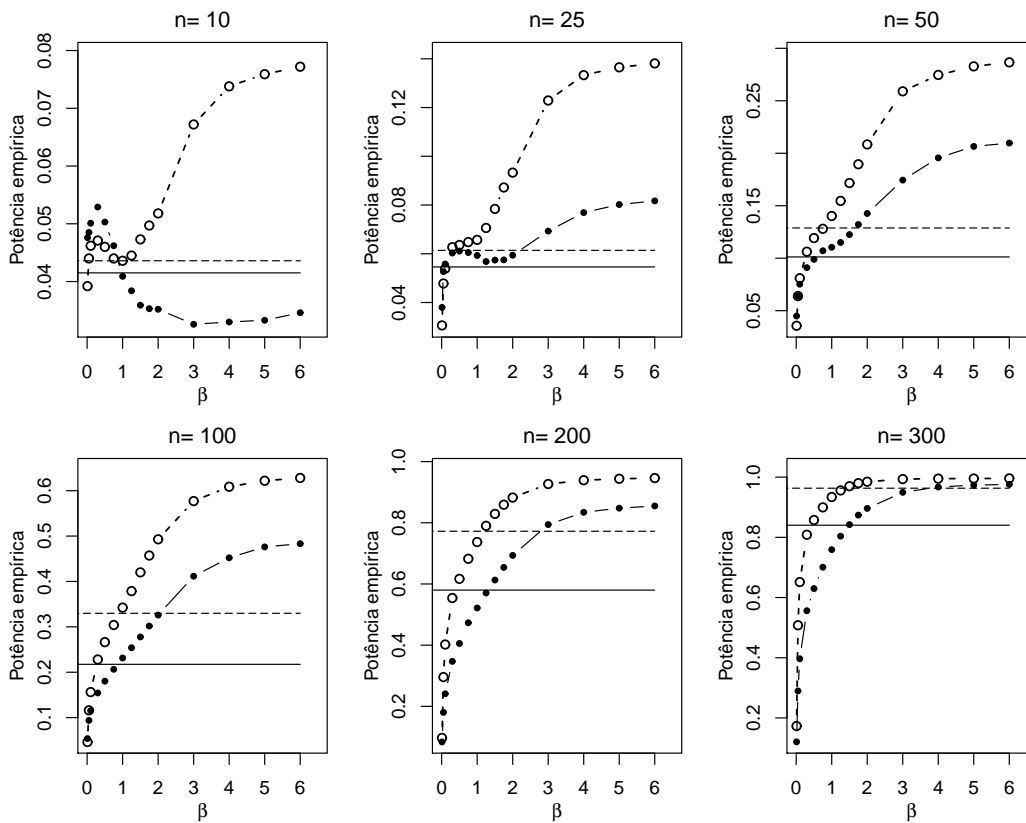 n= 10
Potência empírica
0.04 0.05 0.06 0.07 0.08
0 1 2 3 4 5 6
β
n= 25
Potência empírica
0.04 0.08 0.12
0 1 2 3 4 5 6
β
n= 50
Potência empírica
0.05 0.15 0.25
0 1 2 3 4 5 6
β
n= 100
Potência empírica
0.1 0.2 0.3 0.4 0.5 0.6
0 1 2 3 4 5 6
β
n= 200
Potência empírica
0.2 0.4 0.6 0.8 1.0
0 1 2 3 4 5 6
β
n= 300
Potência empírica
0.2 0.4 0.6 0.8 1.0
0 1 2 3 4 5 6
β